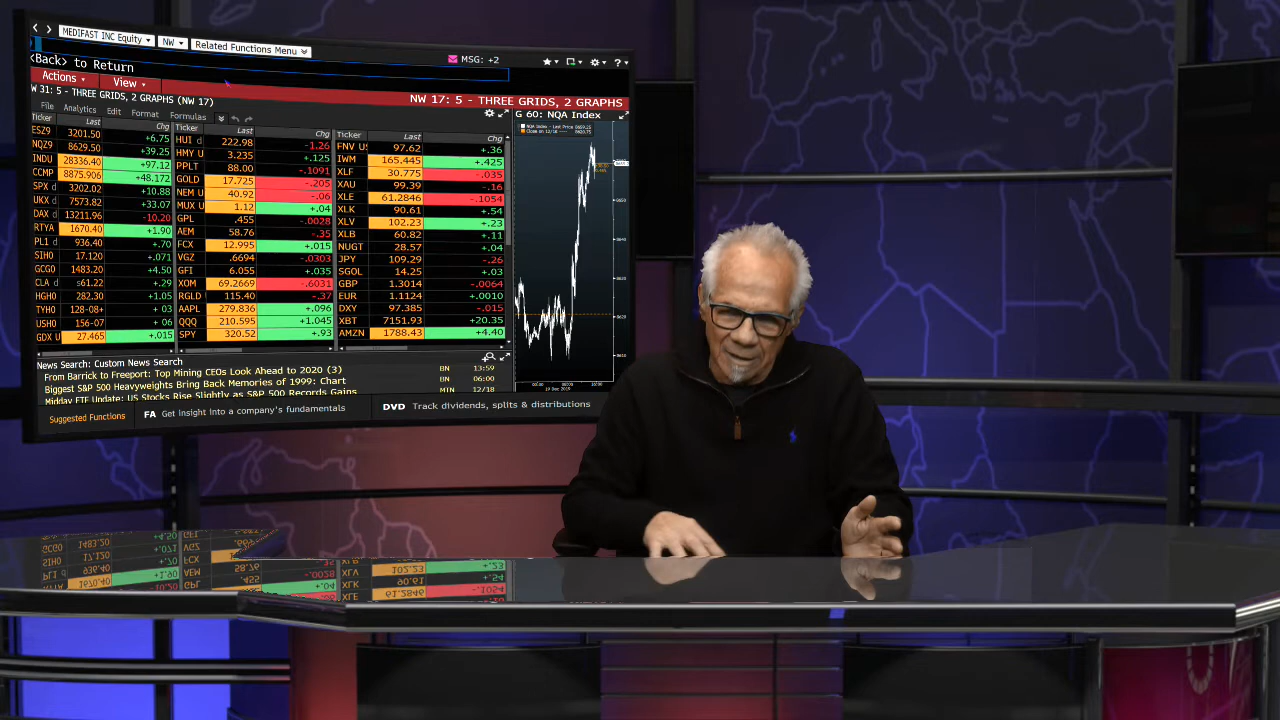 MEDIFAST INC Equity
NW
Related Functions Menu
MSG: +2
<Back> to Return
Actions
View
W 31: 5 - THREE GRIDS, 2 GRAPHS (NW 17)
NW 17: 5 - THREE GRIDS, 2 GRAPHS
G 60: NQA Index
File Analytics Edit Format Formulas
Ticker Last Chg Ticker Last Chg Ticker Last Chg
ESZ9 3201.50 +6.75 HUI d 222.98 -1.26 FNV US 97.62 +.36
NQZ9 8629.50 +39.25 HMY U 3.235 +.125 IWM 165.445 +.425
INDU 28336.40 +97.12 PPLT 88.00 -.1091 XLF 30.775 -.035
CCMP 8875.906 +48.172 GOLD 17.725 -.205 XAU 99.39 -.16
SPX d 3202.02 +10.88 NEM U 40.92 -.06 XLE 61.2846 -.1054
UKX d 7573.82 +33.07 MUX U 1.12 +.04 XLK 90.61 +.54
DAX d 13211.96 -10.20 GPL .455 -.0028 XLV 102.23 +.23
RTYA 1670.40 +1.90 AEM 58.76 -.35 XLB 60.82 +.11
PL1 d 936.40 +.70 FCX 12.995 +.015 NUGT 28.57 +.04
SIH0 17.120 +.071 VGZ .6694 -.0303 JPY 109.29 -.26
GCG0 1483.20 +4.50 GFI 6.055 +.035 SGOL 14.25 +.03
CLA d s61.22 +.29 XOM 69.2669 -.6031 GBP 1.3014 -.0064
HGH0 282.30 +1.05 RGLD 115.40 -.37 EUR 1.1124 +.0010
TYH0 128-08+ + 03 AAPL 279.836 +.096 DXY 97.385 -.015
USH0 156-07 + 06 QQQ 210.595 +1.045 XBT 7151.93 +20.35
GDX U 27.465 +.015 SPY 320.52 +.93 AMZN 1788.43 +4.40
News Search: Custom News Search
From Barrick to Freeport: Top Mining CEOs Look Ahead to 2020 (3) BN 13:59
Biggest S&P 500 Heavyweights Bring Back Memories of 1999: Chart BN 06:00
Midday ETF Update: US Stocks Rise Slightly as S&P 500 Records Gains 12/18
Suggested Functions
FA Get insight into a company's fundamentals
DVD Track dividends, splits & distributions